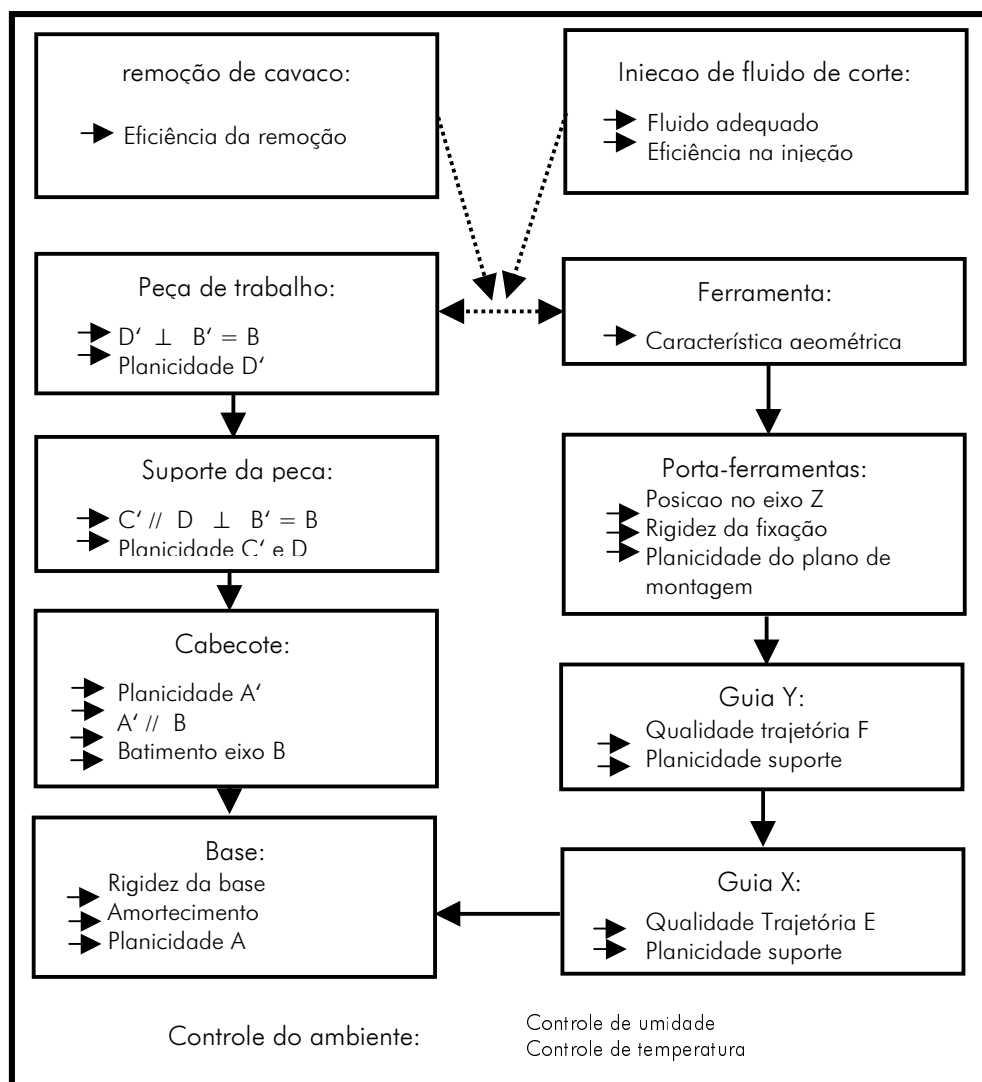 remoção de cavaco:
Eficiência da remoção
Iniecao de fluido de corte:
Fluido adequado
Eficiência na injeção
Peça de trabalho:
D‘ ⊥ B‘ = B
Planicidade D‘
Ferramenta:
Característica aeométrica
Suporte da peca:
C‘ // D ⊥ B‘ = B
Planicidade C‘ e D
Porta-ferramentas:
Posicao no eixo Z
Rigidez da fixação
Planicidade do plano de
montagem
Cabecote:
Planicidade A‘
A‘ // B
Batimento eixo B
Guia Y:
Qualidade trajetória F
Planicidade suporte
Base:
Rigidez da base
Amortecimento
Planicidade A
Guia X:
Qualidade Trajetória E
Planicidade suporte
Controle do ambiente:
Controle de umidade
Controle de temperatura